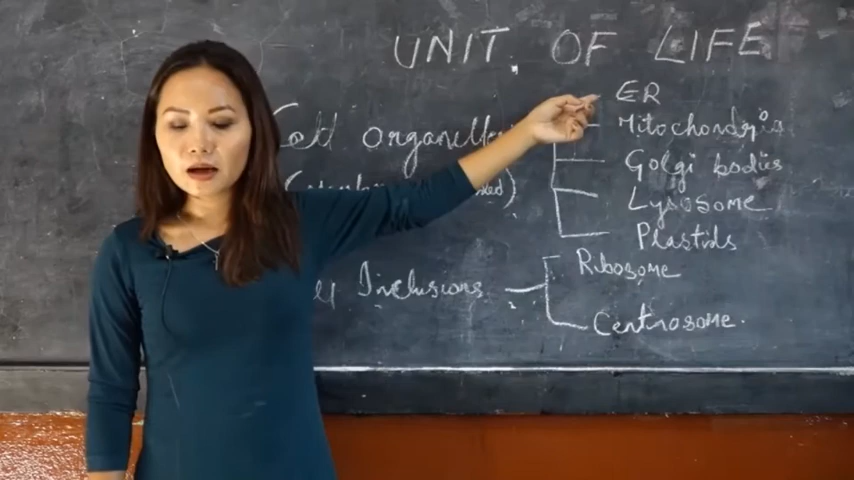 UNIT OF LIFE
ER
Cell organelles
Mitochondria
Golgi bodies
Lysosome
Plastids
Ribosome
Inclusions
Centrosome.